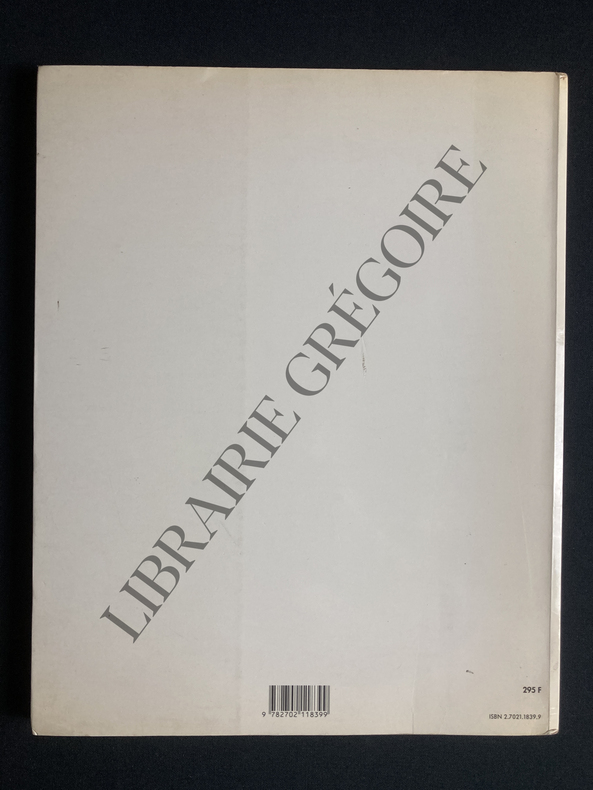 LIBRAIRIE GRÉGOIRE
295 F
9 782702 118399
ISBN 2.7021.1839.9